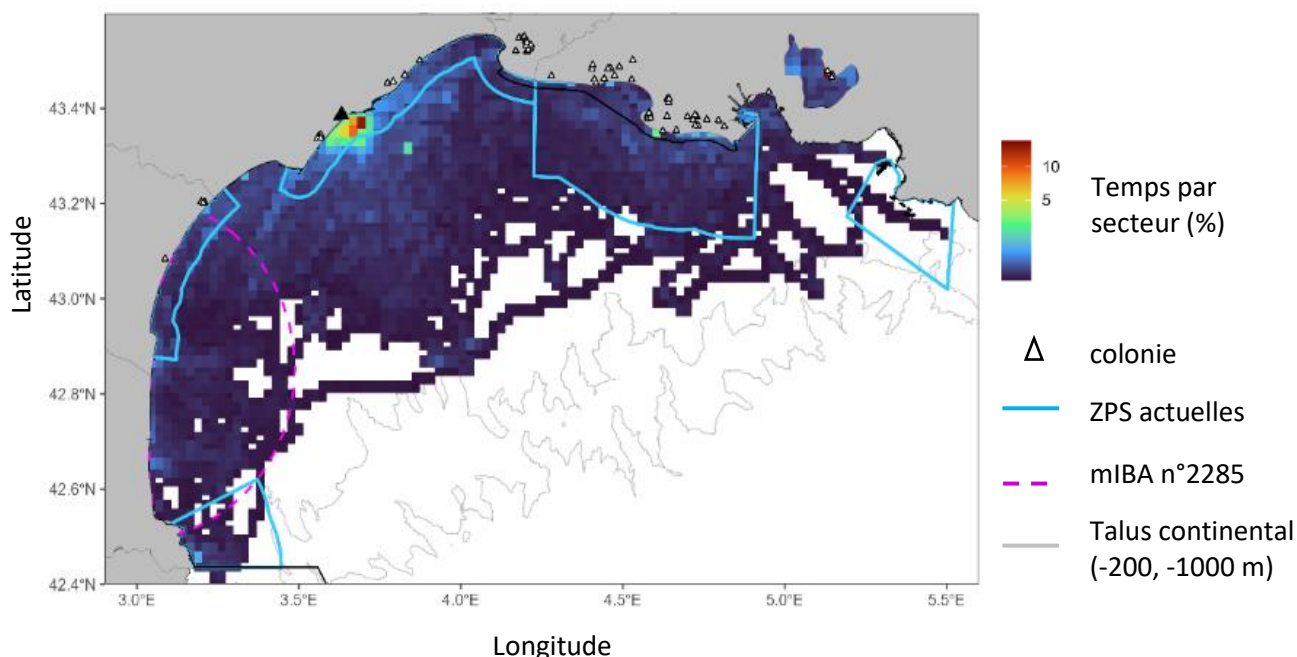 Latitude
43.4°N
43.2°N
43.0°N
42.8°N
42.6°N
42.4°N
3.0°E
3.5°E
4.0°E
4.5°E
5.0°E
5.5°E
Longitude
10
5
Temps par
secteur (%)
colonie
ZPS actuelles
mIBA n°2285
Talus continental
(-200, -1000 m)